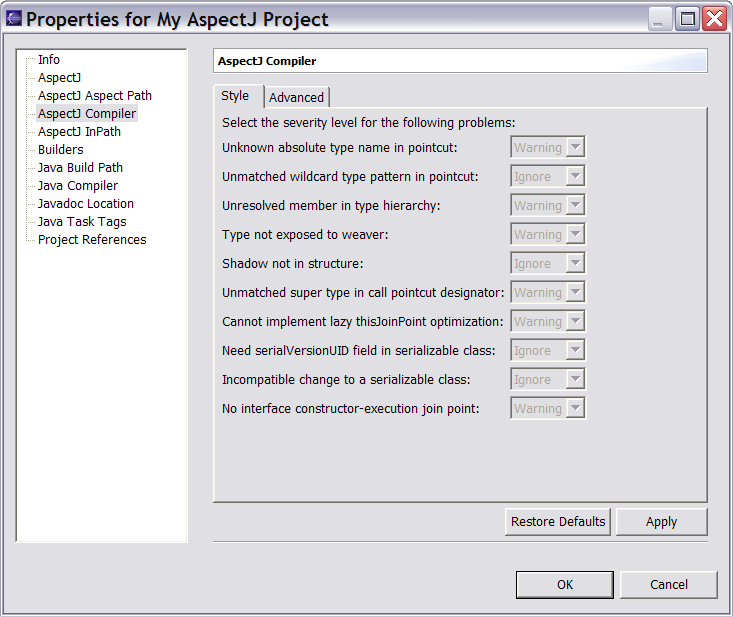 Properties for My AspectJ Project
Info
AspectJ
AspectJ Aspect Path
AspectJ Compiler
AspectJ InPath
Builders
Java Build Path
Java Compiler
Javadoc Location
Java Task Tags
Project References
AspectJ Compiler
Style Advanced
Select the severity level for the following problems:
Unknown absolute type name in pointcut: Warning
Unmatched wildcard type pattern in pointcut: Ignore
Unresolved member in type hierarchy: Warning
Type not exposed to weaver: Warning
Shadow not in structure: Ignore
Unmatched super type in call pointcut designator: Warning
Cannot implement lazy thisJoinPoint optimization: Warning
Need serialVersionUID field in serializable class: Ignore
Incompatible change to a serializable class: Ignore
No interface constructor-execution join point: Warning
Restore Defaults Apply
OK Cancel